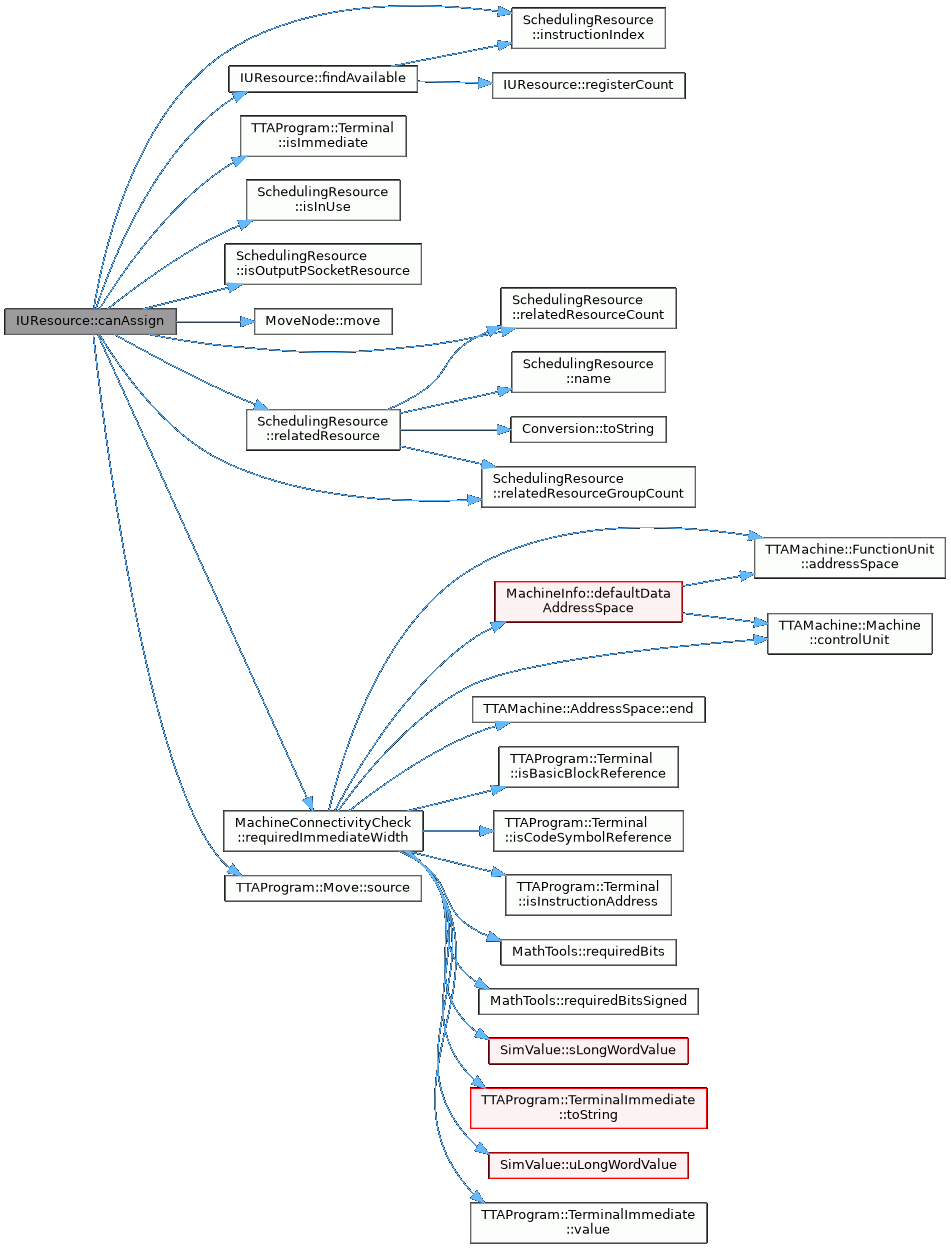 SchedulingResource
::instructionIndex
IUResource::findAvailable
IUResource::registerCount
TTAProgram::Terminal
::isImmediate
SchedulingResource
::isInUse
SchedulingResource
::isOutputPSocketResource
IUResource::canAssign
MoveNode::move
SchedulingResource
::relatedResourceCount
SchedulingResource
::name
SchedulingResource
::relatedResource
Conversion::toString
SchedulingResource
::relatedResourceGroupCount
TTAMachine::FunctionUnit
::addressSpace
MachineInfo::defaultData
AddressSpace
TTAMachine::Machine
::controlUnit
TTAMachine::AddressSpace::end
TTAProgram::Terminal
::isBasicBlockReference
MachineConnectivityCheck
::requiredImmediateWidth
TTAProgram::Terminal
::isCodeSymbolReference
TTAProgram::Move::source
TTAProgram::Terminal
::isInstructionAddress
MathTools::requiredBits
MathTools::requiredBitsSigned
SimValue::sLongWordValue
TTAProgram::TerminalImmediate
::toString
SimValue::uLongWordValue
TTAProgram::TerminalImmediate
::value